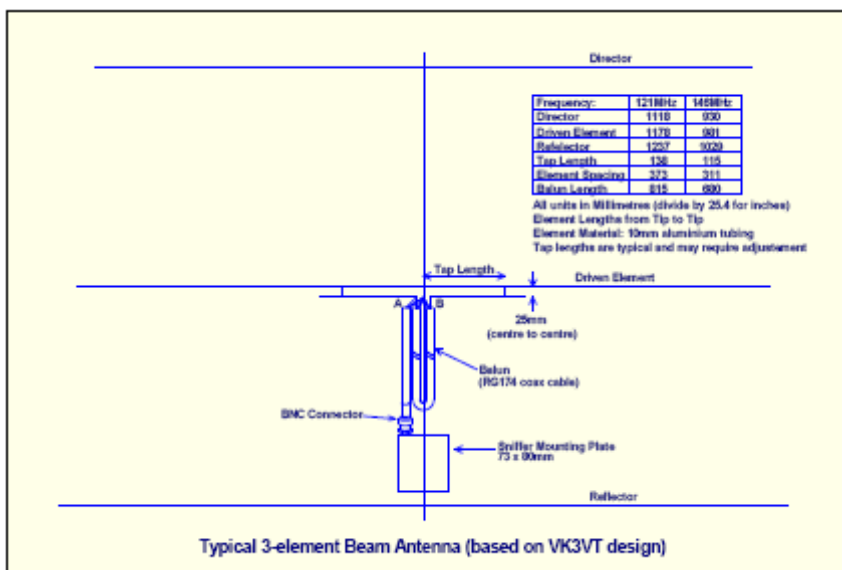 Director
Frequency: 121MHz 146MHz
Director 1118 930
Driven Element 1178 981
Refelector 1237 1029
Tap Length 138 115
Element Spacing 373 311
Balun Length 815 680
All units in Millimetres (divide by 25.4 for inches)
Element Lengths from Tip to Tip
Element Material: 10mm aluminium tubing
Tap lengths are typical and may require adjustement
Tap Length
Driven Element
A B
25mm
(centre to centre)
Balun
(RG174 coax cable)
BNC Connector
Sniffer Mounting Plate
73 x 80mm
Reflector
Typical 3-element Beam Antenna (based on VK3VT design)